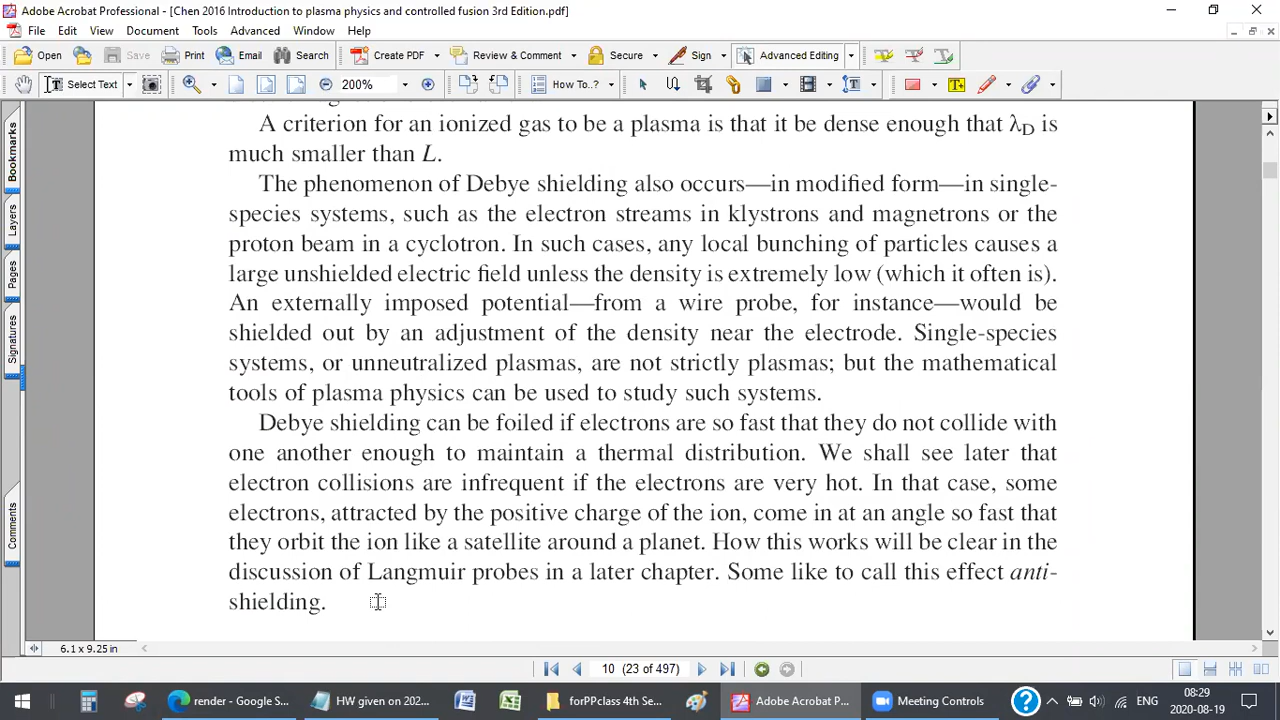 Adobe Acrobat Professional - [Chen 2016 Introduction to plasma physics and controlled fusion 3rd Edition.pdf]
File Edit View Document Tools Advanced Window Help
Open Save Print Email Search Create PDF Review & Comment Secure Sign Advanced Editing
Select Text 200% How To..?
Bookmarks
Layers
Pages
Signatures
Comments
A criterion for an ionized gas to be a plasma is that it be dense enough that λD is
much smaller than L.
The phenomenon of Debye shielding also occurs—in modified form—in single-
species systems, such as the electron streams in klystrons and magnetrons or the
proton beam in a cyclotron. In such cases, any local bunching of particles causes a
large unshielded electric field unless the density is extremely low (which it often is).
An externally imposed potential—from a wire probe, for instance—would be
shielded out by an adjustment of the density near the electrode. Single-species
systems, or unneutralized plasmas, are not strictly plasmas; but the mathematical
tools of plasma physics can be used to study such systems.
Debye shielding can be foiled if electrons are so fast that they do not collide with
one another enough to maintain a thermal distribution. We shall see later that
electron collisions are infrequent if the electrons are very hot. In that case, some
electrons, attracted by the positive charge of the ion, come in at an angle so fast that
they orbit the ion like a satellite around a planet. How this works will be clear in the
discussion of Langmuir probes in a later chapter. Some like to call this effect anti-
shielding.
6.1 x 9.25 in
10 (23 of 497)
render - Google S... HW given on 202... forPPclass 4th Se... Adobe Acrobat P... Meeting Controls ENG 08:29
2020-08-19